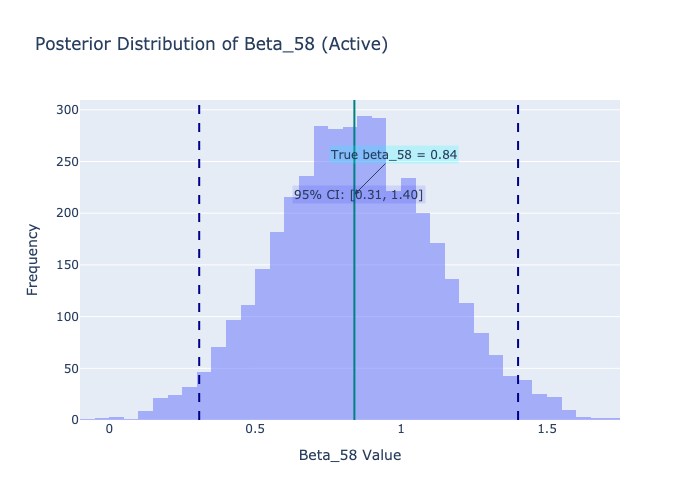 Posterior Distribution of Beta_58 (Active)
300
250
200
150
100
50
0
Frequency
True beta_58 = 0.84
95% CI: [0.31, 1.40]
0
0.5
1
1.5
Beta_58 Value